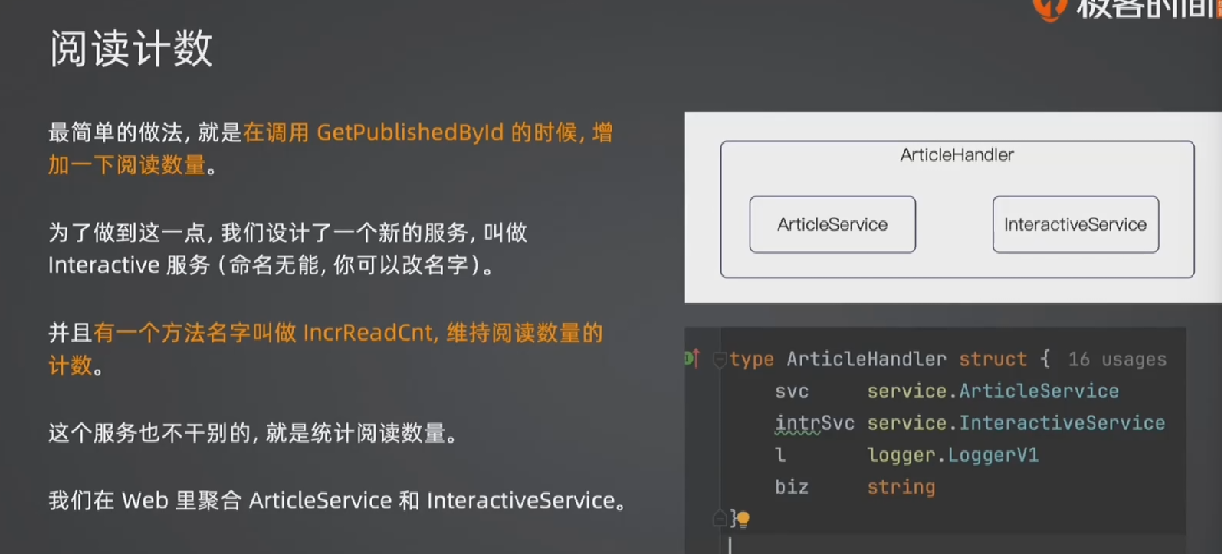 极客时间
阅读计数
最简单的做法, 就是在调用 GetPublishedById 的时候, 增
加一下阅读数量。
为了做到这一点, 我们设计了一个新的服务, 叫做
Interactive 服务 (命名无能, 你可以改名字)。
并且有一个方法名字叫做 IncrReadCnt, 维持阅读数量的
计数。
这个服务也不干别的, 就是统计阅读数量。
我们在 Web 里聚合 ArticleService 和 InteractiveService。
ArticleHandler
ArticleService
InteractiveService
type ArticleHandler struct { 16 usages
svc service.ArticleService
intrSvc service.InteractiveService
l logger.LoggerV1
biz string
}